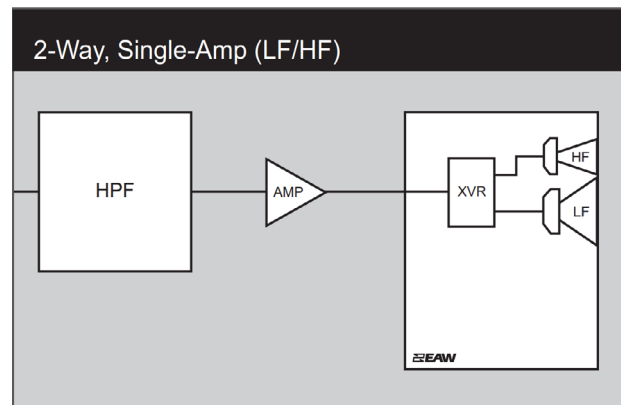 2-Way, Single-Amp (LF/HF)
HPF
AMP
XVR
HF
LF
EAW